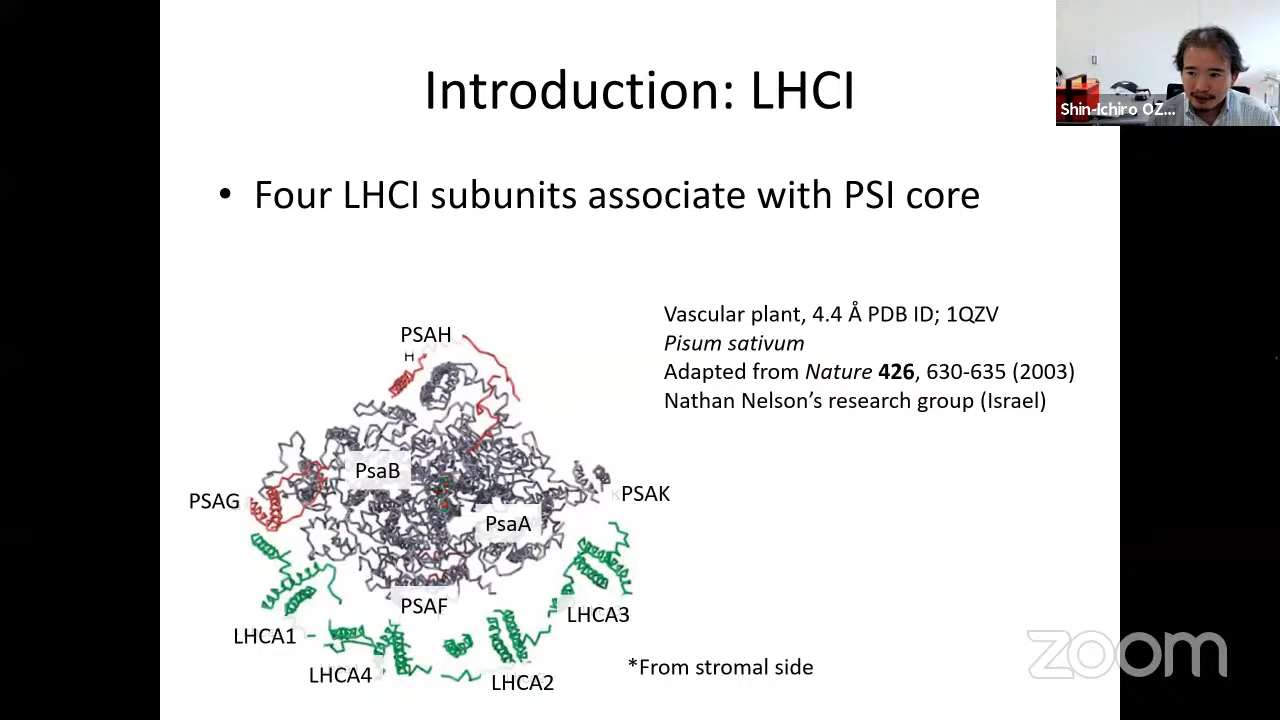 Introduction: LHCI
Shin-Ichiro OZ...
• Four LHCI subunits associate with PSI core
Vascular plant, 4.4 Å PDB ID; 1QZV
Pisum sativum
Adapted from Nature 426, 630-635 (2003)
Nathan Nelson's research group (Israel)
PSAH
H
PsaB
PSAG
K
PSAK
PsaA
PSAF
LHCA3
LHCA1
LHCA4
LHCA2
*From stromal side
zoom